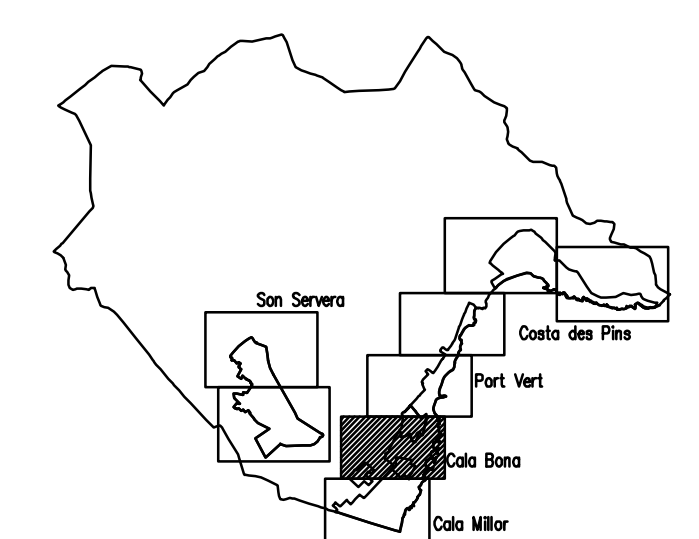 Son Servera
Costa des Pins
Port Vert
Cala Bona
Cala Millor